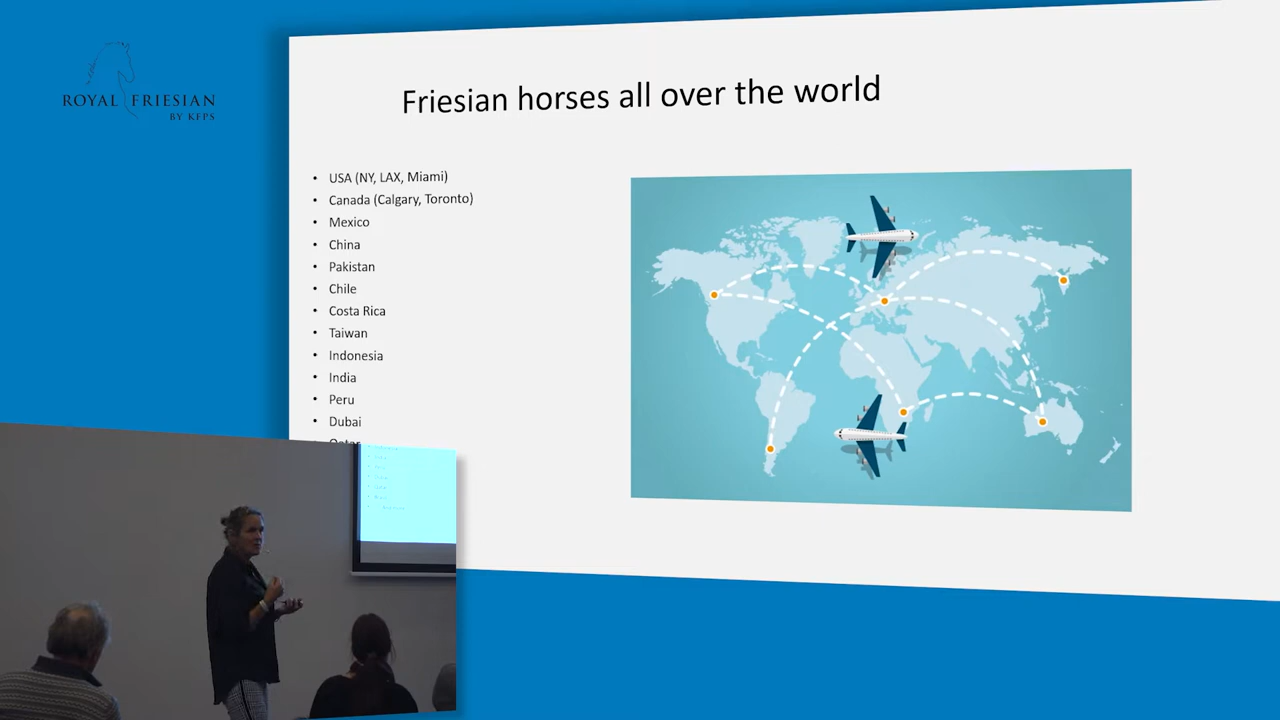 ROYAL FRIESIAN
BY KFPS
Friesian horses all over the world
• USA (NY, LAX, Miami)
• Canada (Calgary, Toronto)
• Mexico
• China
• Pakistan
• Chile
• Costa Rica
• Taiwan
• Indonesia
• India
• Peru
• Dubai